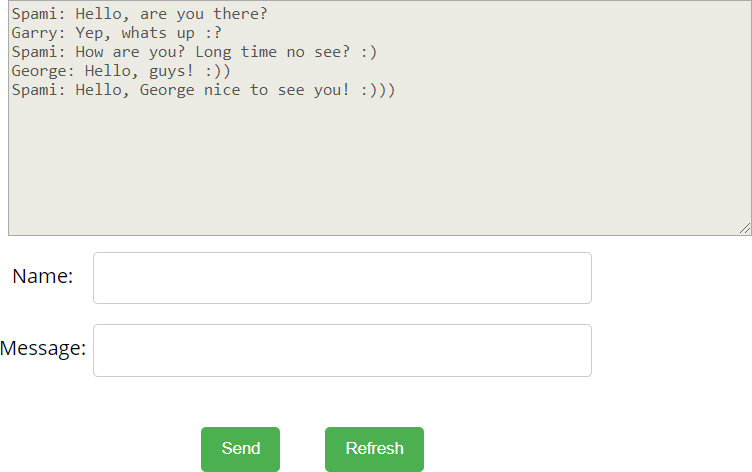 Spami: Hello, are you there?
Garry: Yep, whats up :?
Spami: How are you? Long time no see? :)
George: Hello, guys! :))
Spami: Hello, George nice to see you! :)))
Name:
Message:
Send Refresh